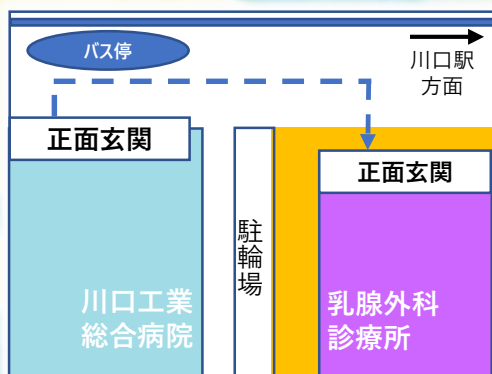 バス停
川口駅
方面
正面玄関
正面玄関
駐輪場
川口工業
総合病院
乳腺外科
診療所